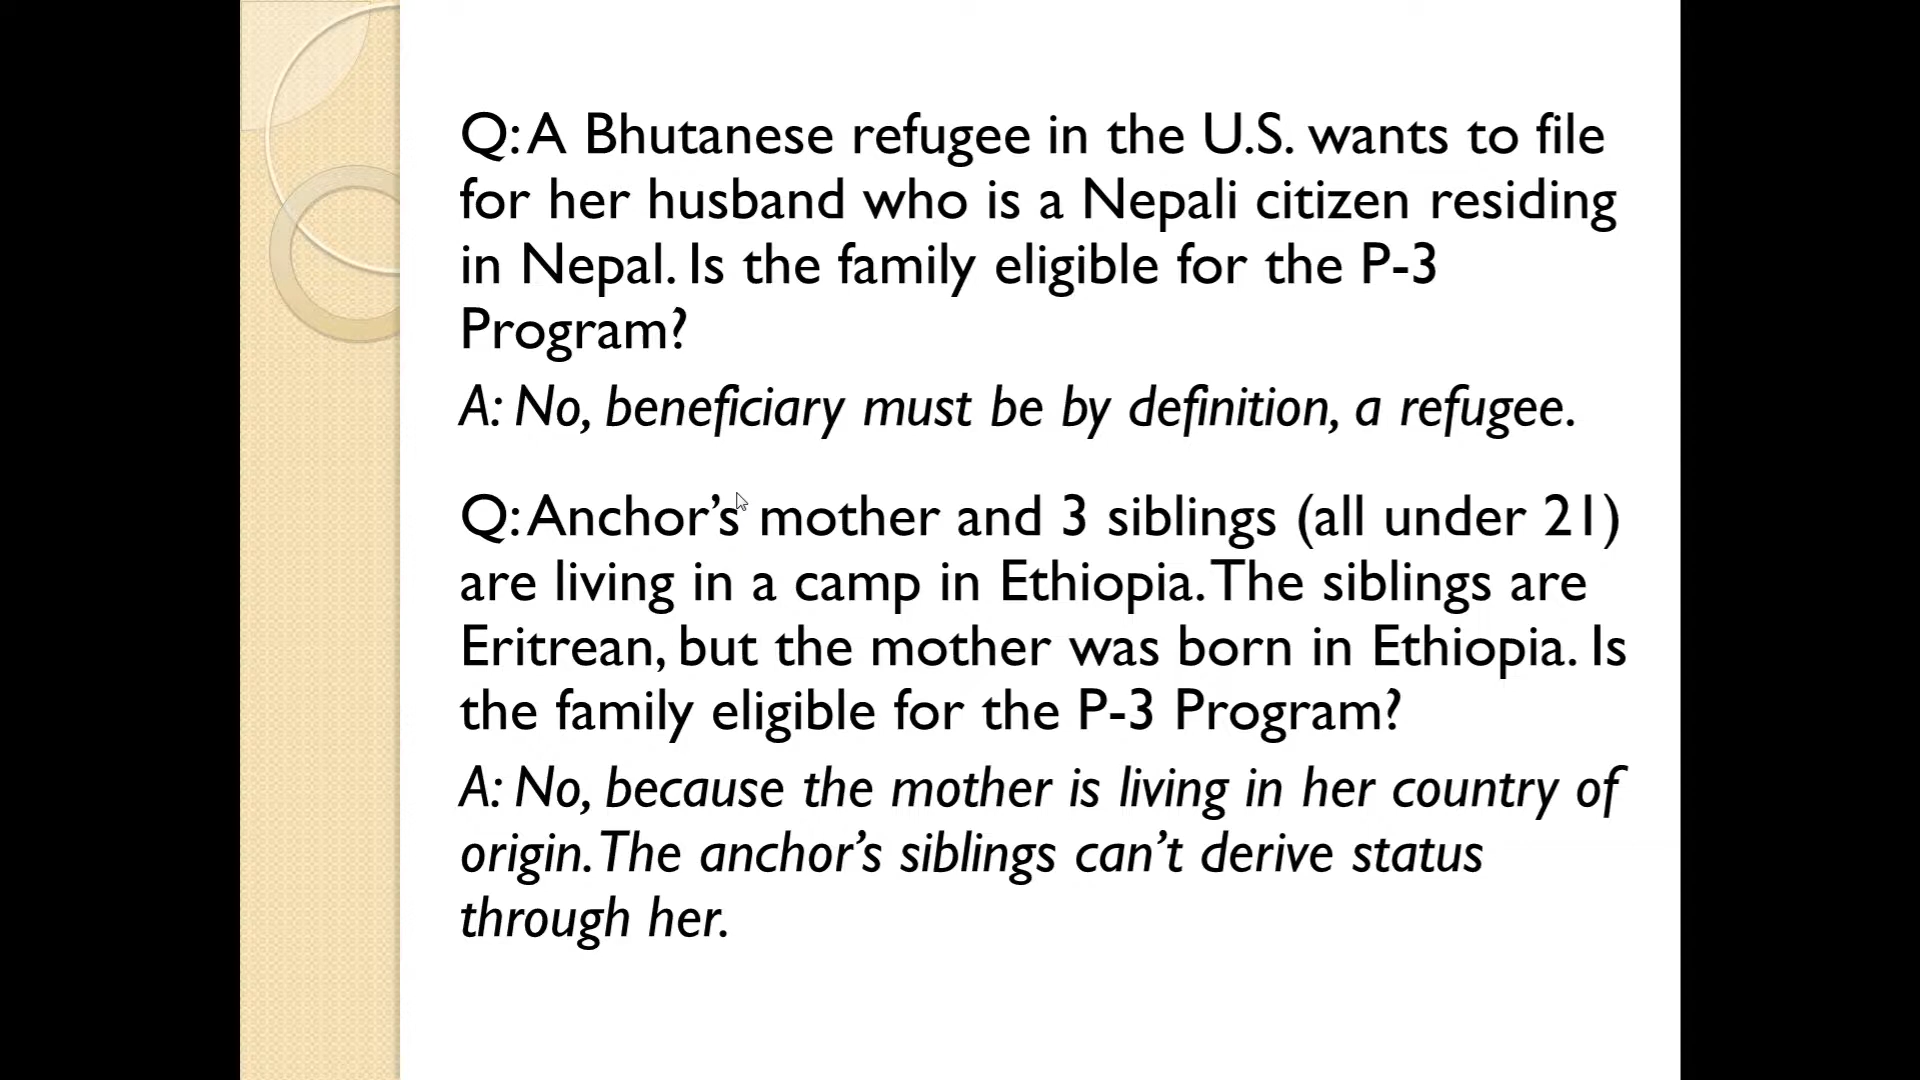 Q: A Bhutanese refugee in the U.S. wants to file
for her husband who is a Nepali citizen residing
in Nepal. Is the family eligible for the P-3
Program?
A: No, beneficiary must be by definition, a refugee.
Q: Anchor’s mother and 3 siblings (all under 21)
are living in a camp in Ethiopia. The siblings are
Eritrean, but the mother was born in Ethiopia. Is
the family eligible for the P-3 Program?
A: No, because the mother is living in her country of
origin. The anchor’s siblings can’t derive status
through her.